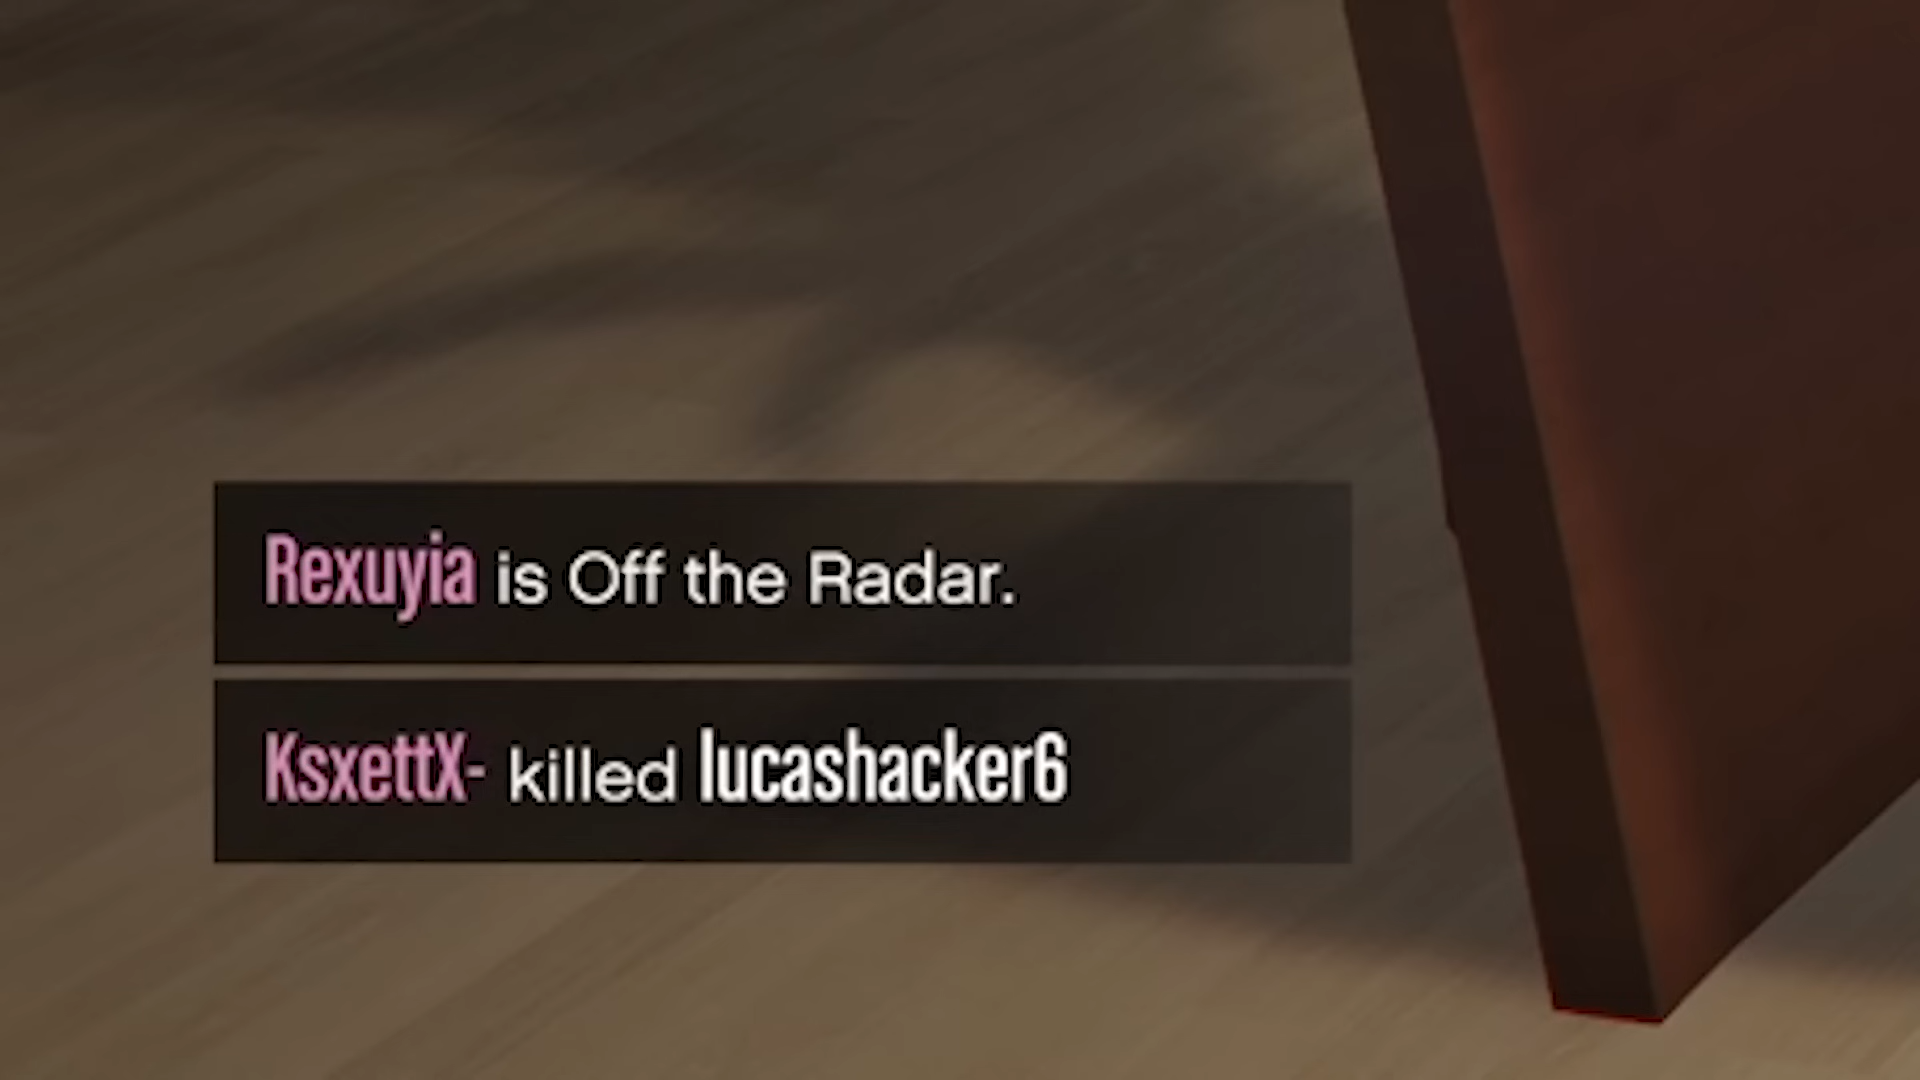 Rexuyia is Off the Radar.
KsxettX- killed lucashacker6